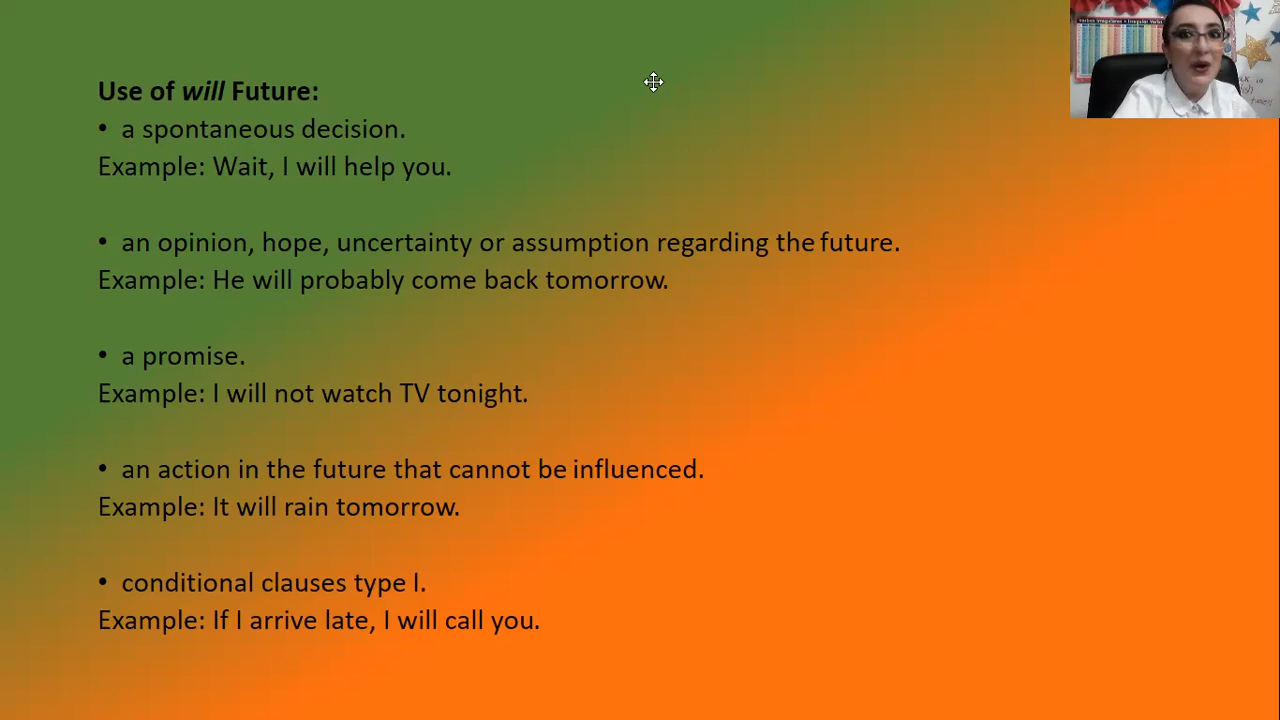 Use of will Future:
• a spontaneous decision.
Example: Wait, I will help you.
• an opinion, hope, uncertainty or assumption regarding the future.
Example: He will probably come back tomorrow.
• a promise.
Example: I will not watch TV tonight.
• an action in the future that cannot be influenced.
Example: It will rain tomorrow.
• conditional clauses type I.
Example: If I arrive late, I will call you.